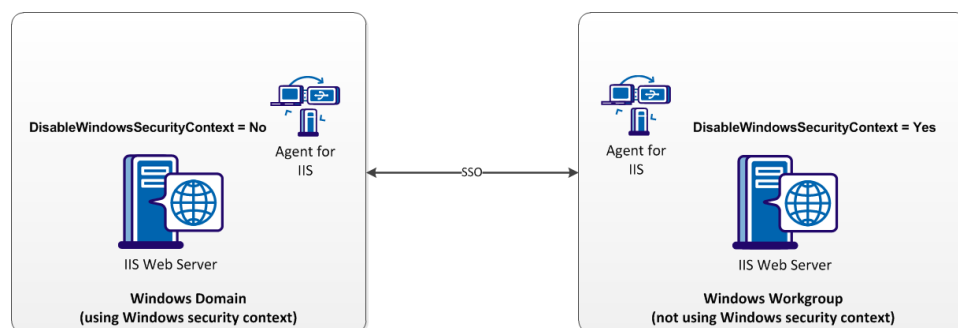 DisableWindowsSecurityContext = No
Agent for
IIS
IIS Web Server
Windows Domain
(using Windows security context)
SSO
Agent for
IIS
DisableWindowsSecurityContext = Yes
IIS Web Server
Windows Workgroup
(not using Windows security context)